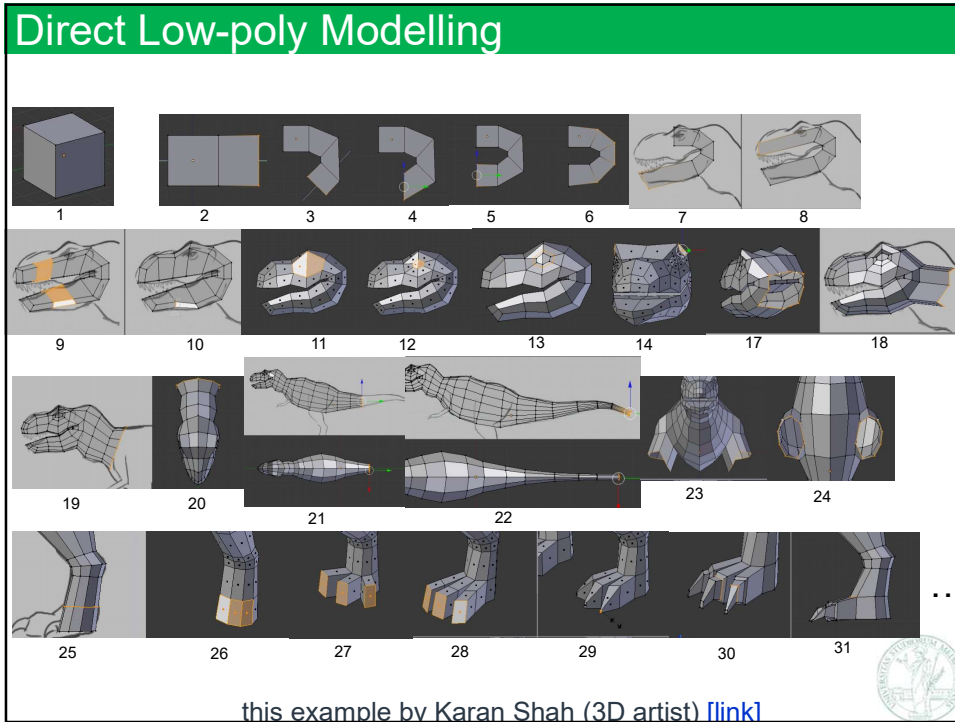 Direct Low-poly Modelling
1 2 3 4 5 6 7 8
9 10 11 12 13 14 17 18
19 20 21 22 23 24
25 26 27 28 29 30 31
..
this example by Karan Shah (3D artist) [link]